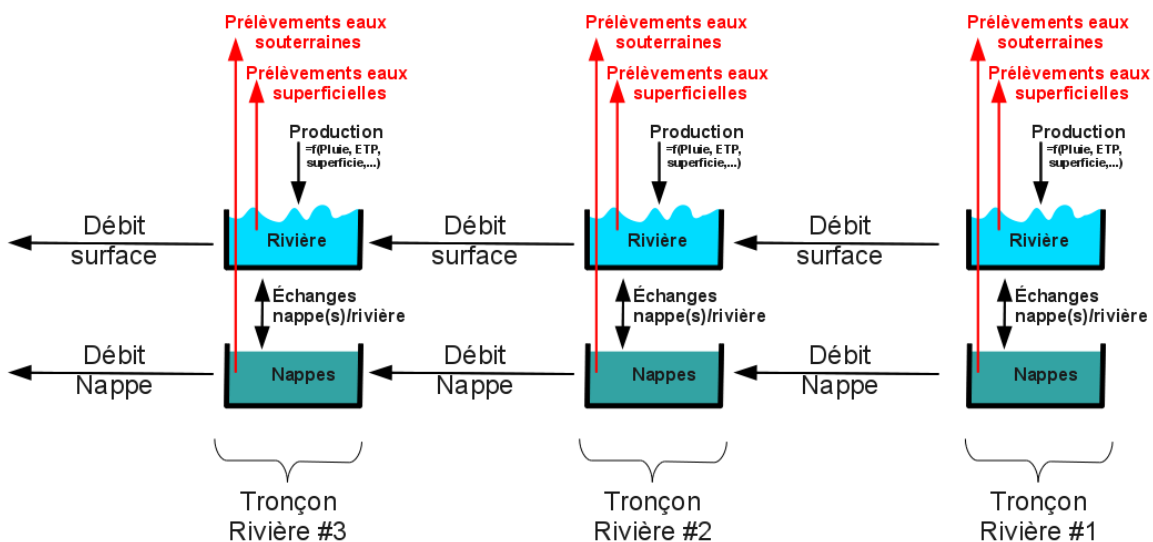 Prélèvements eaux
souterraines
Prélèvements eaux
superficielles
Production
=f(Pluie, ETP,
superficie,...)
Débit
surface
Rivière
Échanges
nappe(s)/rivière
Débit
Nappe
Nappes
Tronçon
Rivière #3
Prélèvements eaux
souterraines
Prélèvements eaux
superficielles
Production
=f(Pluie, ETP,
superficie,...)
Débit
surface
Rivière
Échanges
nappe(s)/rivière
Débit
Nappe
Nappes
Tronçon
Rivière #2
Prélèvements eaux
souterraines
Prélèvements eaux
superficielles
Production
=f(Pluie, ETP,
superficie,...)
Débit
surface
Rivière
Échanges
nappe(s)/rivière
Débit
Nappe
Nappes
Tronçon
Rivière #1